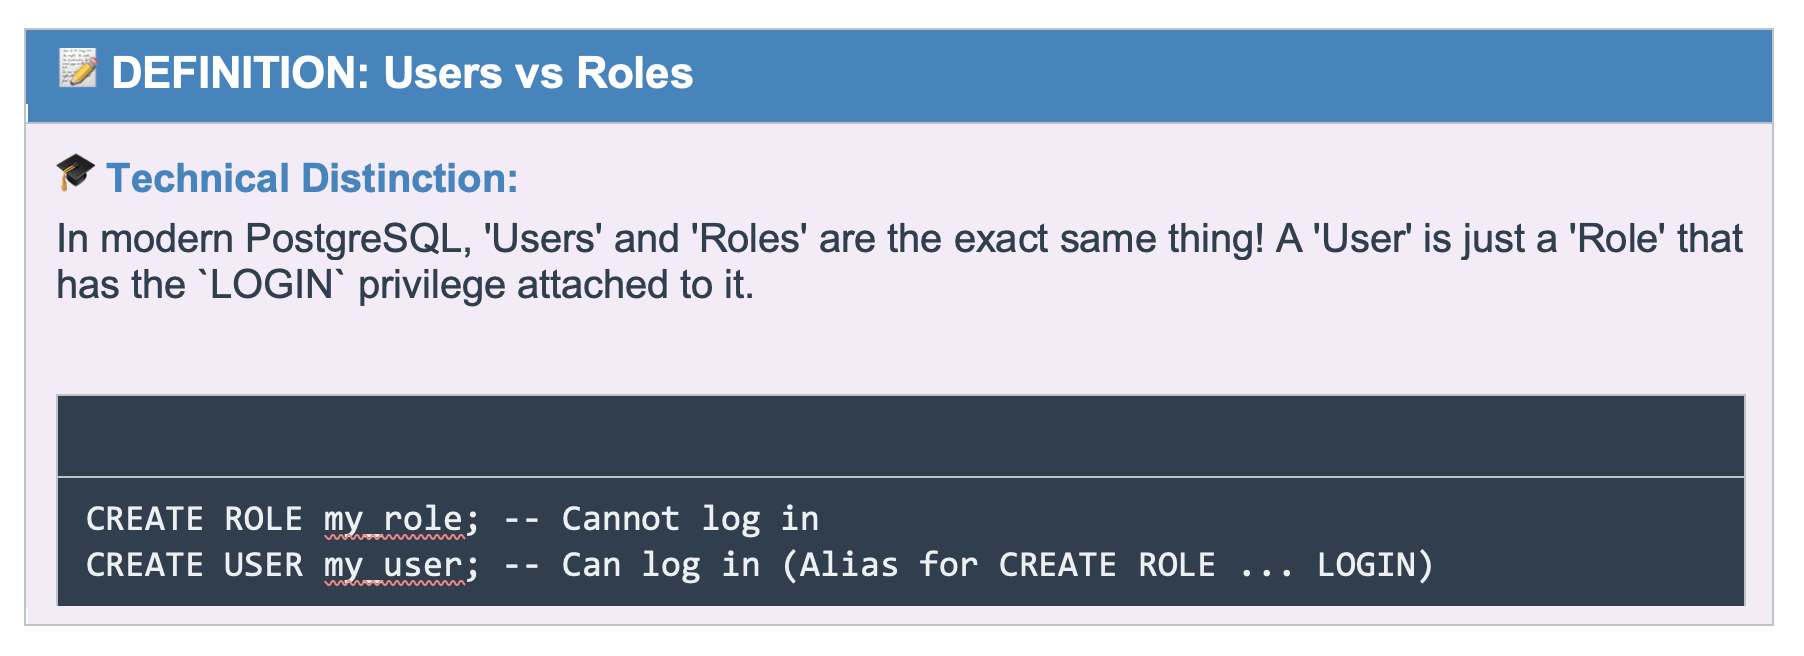 DEFINITION: Users vs Roles
Technical Distinction:
In modern PostgreSQL, 'Users' and 'Roles' are the exact same thing! A 'User' is just a 'Role' that
has the `LOGIN` privilege attached to it.
CREATE ROLE my_role; -- Cannot log in
CREATE USER my_user; -- Can log in (Alias for CREATE ROLE ... LOGIN)